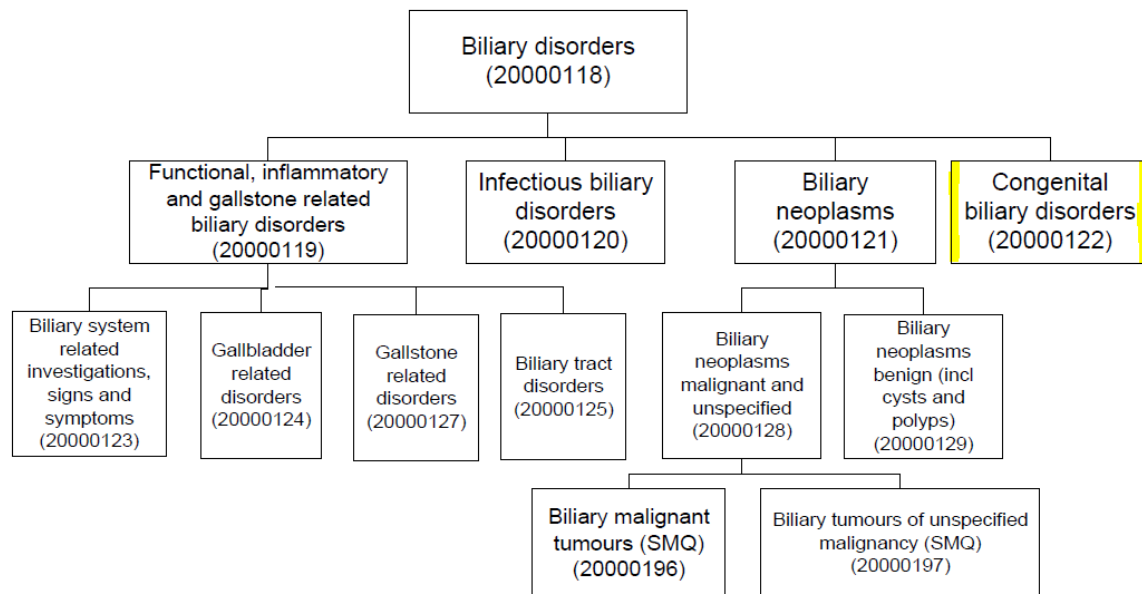 Biliary disorders
(20000118)
Functional, inflammatory
and gallstone related
biliary disorders
(20000119)
Infectious biliary
disorders
(20000120)
Biliary
neoplasms
(20000121)
Congenital
biliary disorders
(20000122)
Biliary system
related
investigations,
signs and
symptoms
(20000123)
Gallbladder
related
disorders
(20000124)
Gallstone
related
disorders
(20000127)
Biliary tract
disorders
(20000125)
Biliary
neoplasms
malignant and
unspecified
(20000128)
Biliary
neoplasms
benign (incl
cysts and
polyps)
(20000129)
Biliary malignant
tumours (SMQ)
(20000196)
Biliary tumours of unspecified
malignancy (SMQ)
(20000197)